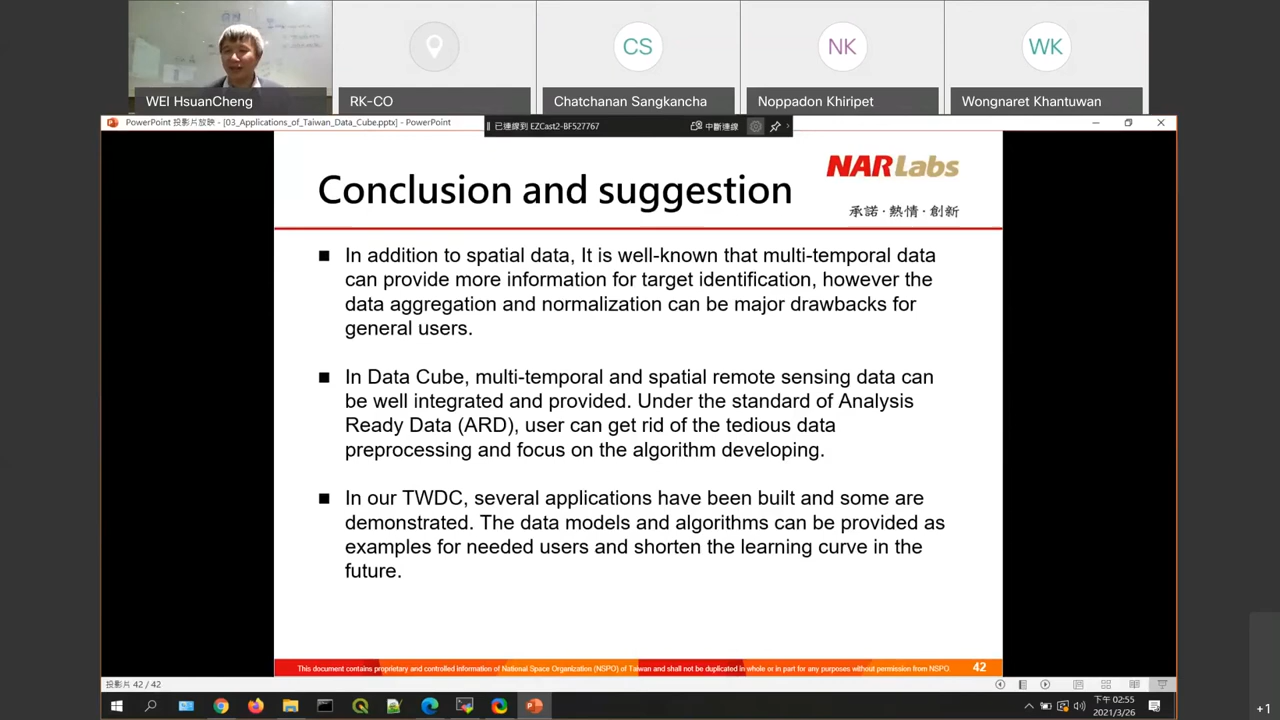 WEI HsuanCheng
RK-CO
CS
Chatchanan Sangkancha
NK
Noppadon Khiripet
WK
Wongnaret Khantuwan
PowerPoint 投影片放映 - [03_Applications_of_Taiwan_Data_Cube.pptx] - PowerPoint
已連線到 EZCast2-BF527767
中斷連線
Conclusion and suggestion
NARLabs
承諾·熱情·創新
■ In addition to spatial data, It is well-known that multi-temporal data
can provide more information for target identification, however the
data aggregation and normalization can be major drawbacks for
general users.
■ In Data Cube, multi-temporal and spatial remote sensing data can
be well integrated and provided. Under the standard of Analysis
Ready Data (ARD), user can get rid of the tedious data
preprocessing and focus on the algorithm developing.
■ In our TWDC, several applications have been built and some are
demonstrated. The data models and algorithms can be provided as
examples for needed users and shorten the learning curve in the
future.
This document contains proprietary and controlled information of National Space Organization (NSPO) of Taiwan and shall not be duplicated in whole or in part for any purposes without permission from NSPO.
42
投影片 42 / 42
下午 02:55
2021/3/26
+1